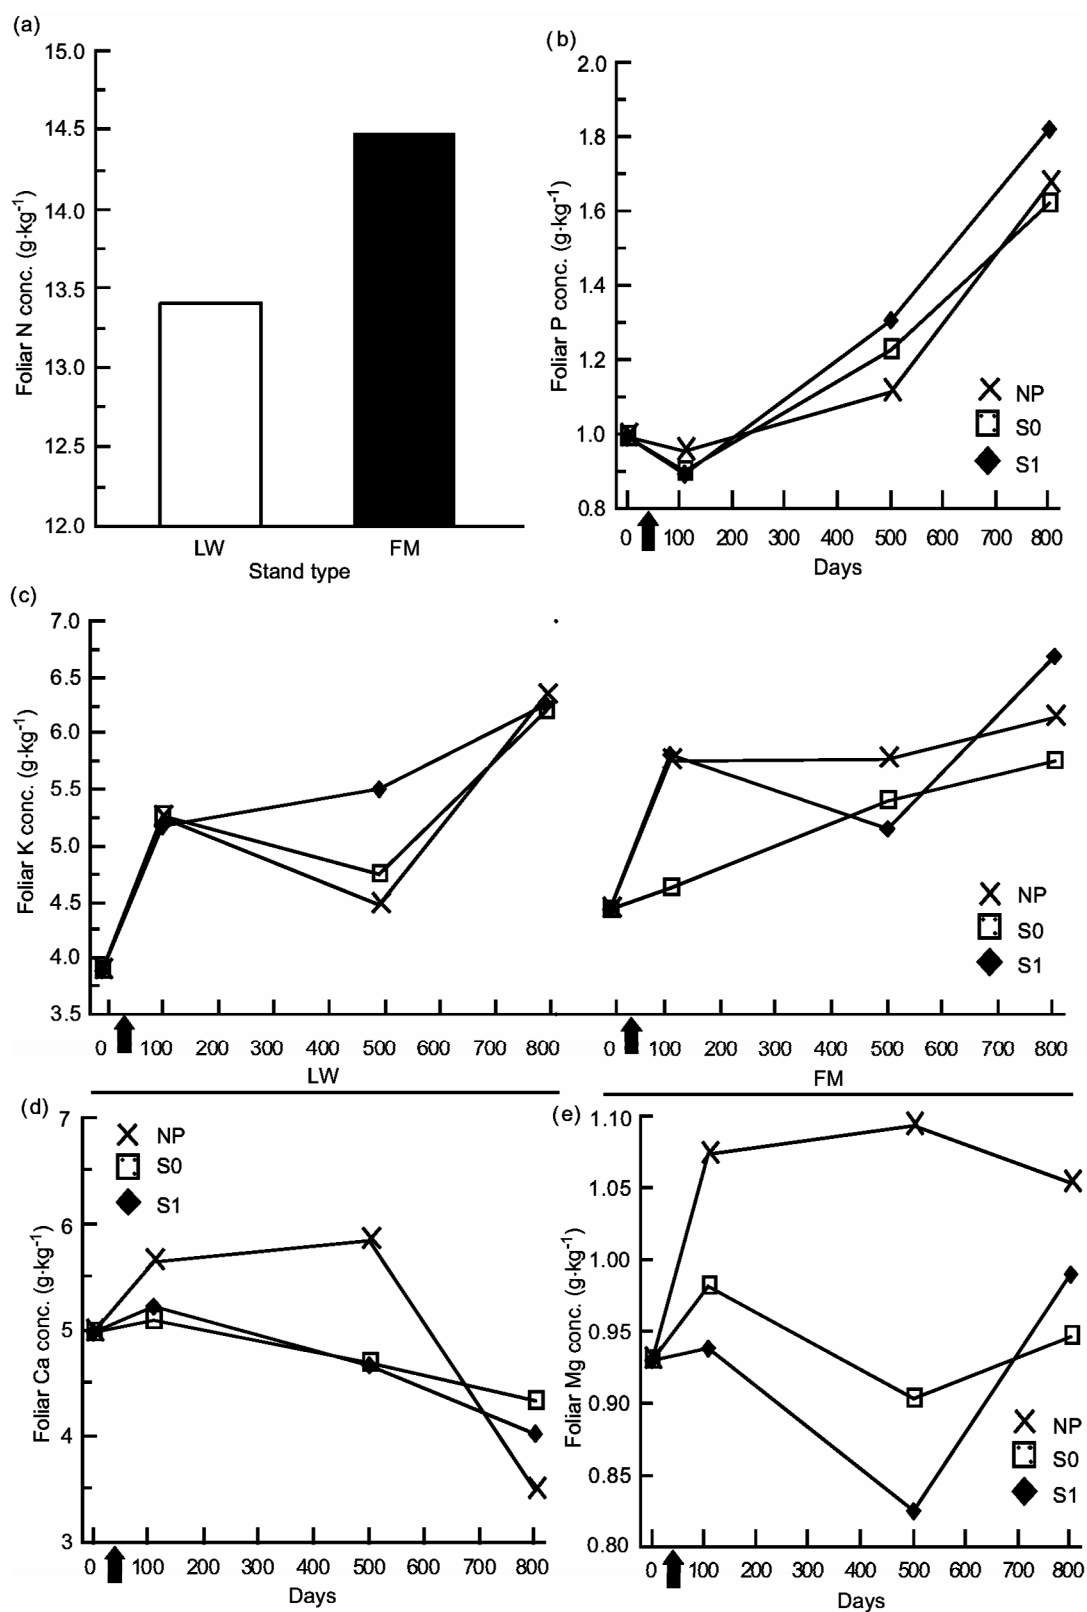 (a)
15.0
14.5
14.0
13.5
13.0
12.5
12.0
Foliar N conc. (g·kg⁻¹)
LW FM
Stand type
(b)
2.0
1.8
1.6
1.4
1.2
1.0
0.8
Foliar P conc. (g·kg⁻¹)
NP
S0
S1
0 100 200 300 400 500 600 700 800
Days
(c)
7.0
6.5
6.0
5.5
5.0
4.5
4.0
3.5
Foliar K conc. (g·kg⁻¹)
NP
S0
S1
0 100 200 300 400 500 600 700 800
LW
0 100 200 300 400 500 600 700 800
FM
(d)
7
6
5
4
3
Foliar Ca conc. (g·kg⁻¹)
NP
S0
S1
0 100 200 300 400 500 600 700 800
Days
(e)
1.10
1.05
1.00
0.95
0.90
0.85
0.80
Foliar Mg conc. (g·kg⁻¹)
NP
S0
S1
0 100 200 300 400 500 600 700 800
Days